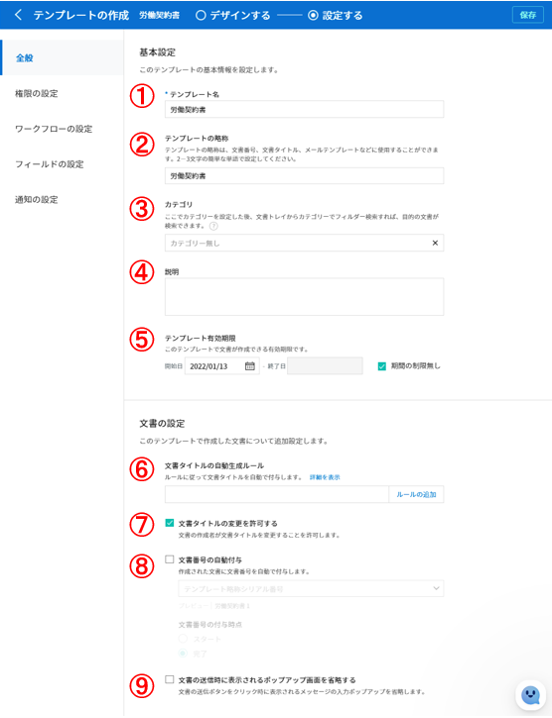 テンプレートの作成 労働契約書 デザインする 設定する 保存
全般
権限の設定
ワークフローの設定
フィールドの設定
通知の設定
基本設定
このテンプレートの基本情報を設定します。
① * テンプレート名
労働契約書
② テンプレートの略称
テンプレートの略称は、文書番号、文書タイトル、メールテンプレートなどに使用することができま
す。2–3文字の簡単な単語で設定してください。
労働契約書
③ カテゴリ
ここでカテゴリーを設定した後、文書トレイからカテゴリーでフィルター検索すれば、目的の文書が
検索できます。 ?
カテゴリー無し ×
④ 説明
⑤ テンプレート有効期限
このテンプレートで文書が作成できる有効期限です。
開始日 2022/01/13 - 終了日 期間の制限無し
文書の設定
このテンプレートで作成した文書について追加設定します。
⑥ 文書タイトルの自動生成ルール
ルールに従って文書タイトルを自動で付与します。 詳細を表示
ルールの追加
⑦ 文書タイトルの変更を許可する
文書の作成者が文書タイトルを変更することを許可します。
⑧ 文書番号の自動付与
作成された文書に文書番号を自動で付与します。
テンプレート略称シリアル番号
プレビュー：労働契約書1
文書番号の付与時点
スタート
完了
⑨ 文書の送信時に表示されるポップアップ画面を省略する
文書の送信ボタンをクリック時に表示されるメッセージの入力ポップアップを省略します。